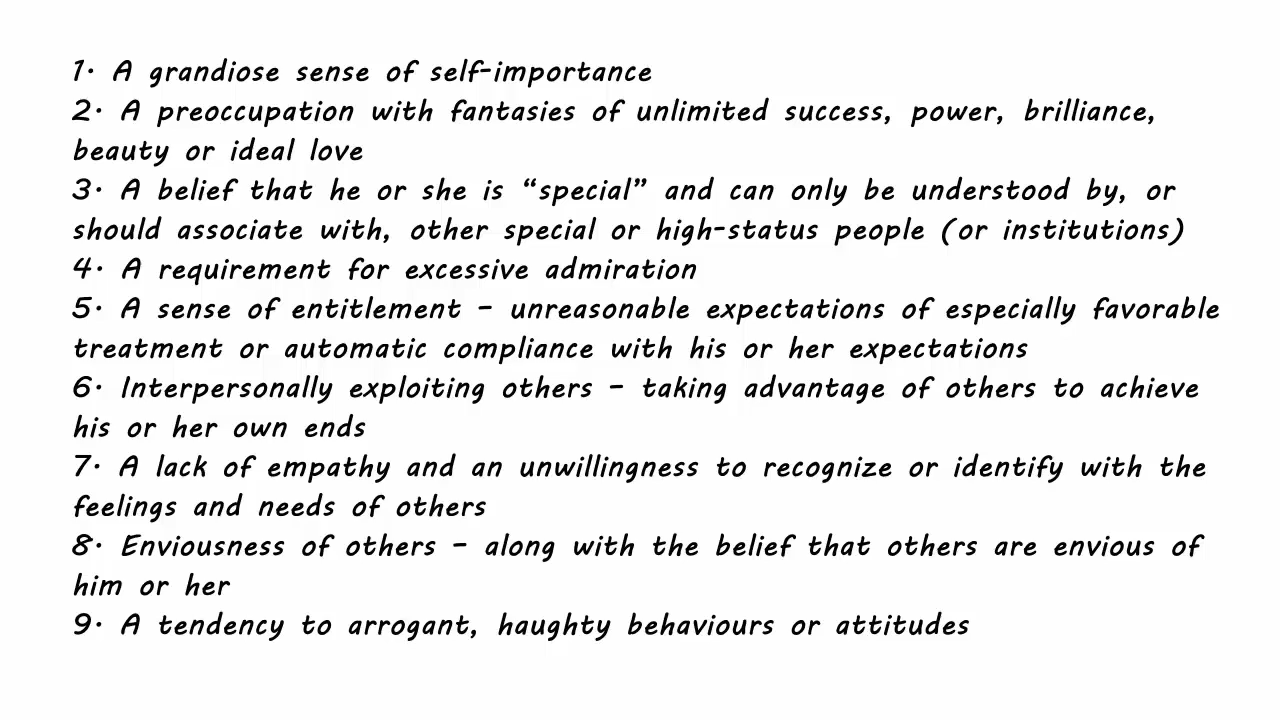 1. A grandiose sense of self-importance
2. A preoccupation with fantasies of unlimited success, power, brilliance,
beauty or ideal love
3. A belief that he or she is “special” and can only be understood by, or
should associate with, other special or high-status people (or institutions)
4. A requirement for excessive admiration
5. A sense of entitlement – unreasonable expectations of especially favorable
treatment or automatic compliance with his or her expectations
6. Interpersonally exploiting others – taking advantage of others to achieve
his or her own ends
7. A lack of empathy and an unwillingness to recognize or identify with the
feelings and needs of others
8. Enviousness of others – along with the belief that others are envious of
him or her
9. A tendency to arrogant, haughty behaviours or attitudes